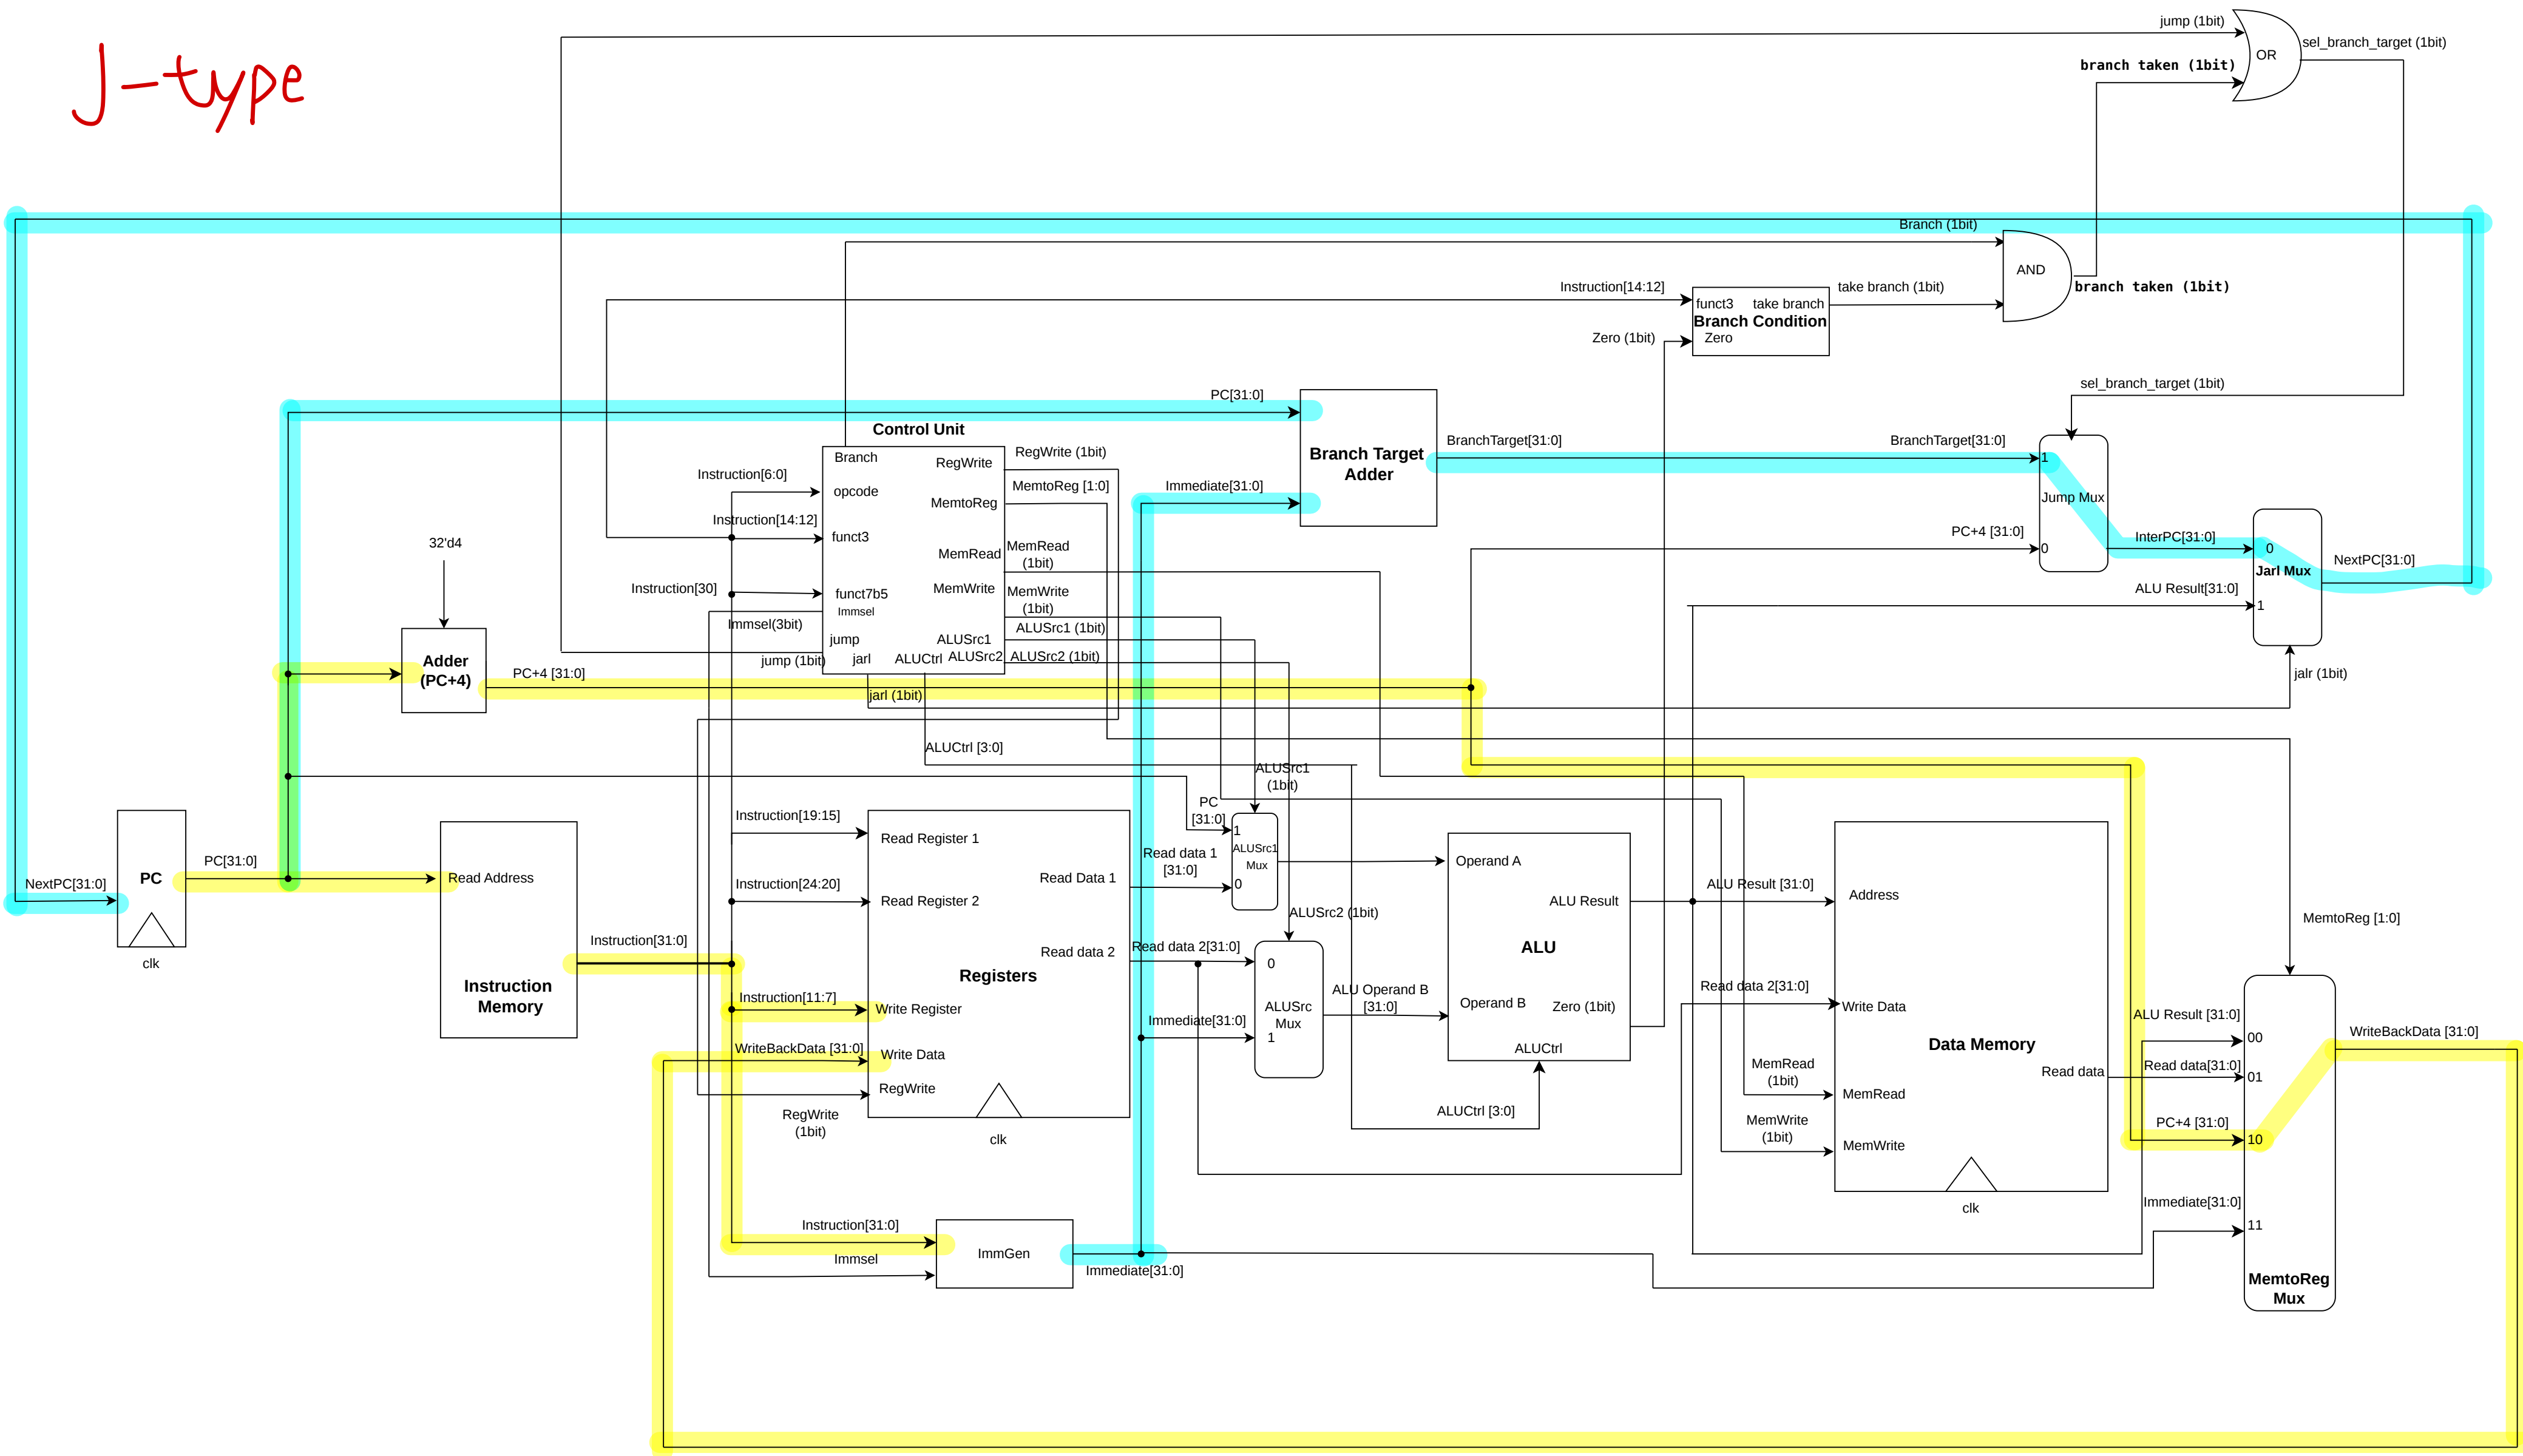 J-type
jump (1bit)
OR
sel_branch_target (1bit)
branch taken (1bit)
Branch (1bit)
AND
Instruction[14:12]
take branch (1bit)
branch taken (1bit)
funct3
take branch
Branch Condition
Zero (1bit)
Zero
sel_branch_target (1bit)
PC[31:0]
Control Unit
Branch Target
Adder
BranchTarget[31:0]
BranchTarget[31:0]
1
Jump Mux
0
Immediate[31:0]
Branch
RegWrite
RegWrite (1bit)
Instruction[6:0]
opcode
MemtoReg
MemtoReg [1:0]
Instruction[14:12]
funct3
MemRead
MemRead
(1bit)
Instruction[30]
funct7b5
MemWrite
MemWrite
(1bit)
Immsel
Immsel(3bit)
jump
ALUSrc1
ALUSrc1 (1bit)
jump (1bit)
jarl
ALUCtrl
ALUSrc2
ALUSrc2 (1bit)
PC+4 [31:0]
InterPC[31:0]
0
Jarl Mux
1
NextPC[31:0]
ALU Result[31:0]
jalr (1bit)
32'd4
Adder
(PC+4)
PC+4 [31:0]
jarl (1bit)
ALUCtrl [3:0]
ALUSrc1
(1bit)
PC
[31:0]
1
ALUSrc1
Mux
0
Read data 1
[31:0]
NextPC[31:0]
PC
clk
PC[31:0]
Read Address
Instruction
Memory
Instruction[31:0]
Instruction[19:15]
Read Register 1
Instruction[24:20]
Read Register 2
Read Data 1
Read data 2
Registers
Instruction[11:7]
Write Register
WriteBackData [31:0]
Write Data
RegWrite
RegWrite
(1bit)
clk
Read data 2[31:0]
ALUSrc2 (1bit)
0
ALUSrc
Mux
1
Immediate[31:0]
ALU Operand B
[31:0]
Operand A
ALU Result
ALU
Operand B
Zero (1bit)
ALUCtrl
ALUCtrl [3:0]
ALU Result [31:0]
Address
Read data 2[31:0]
Write Data
Data Memory
MemRead
(1bit)
MemRead
Read data
MemWrite
(1bit)
MemWrite
clk
MemtoReg [1:0]
ALU Result [31:0]
00
Read data[31:0]
01
PC+4 [31:0]
10
Immediate[31:0]
11
MemtoReg
Mux
WriteBackData [31:0]
Instruction[31:0]
Immsel
ImmGen
Immediate[31:0]